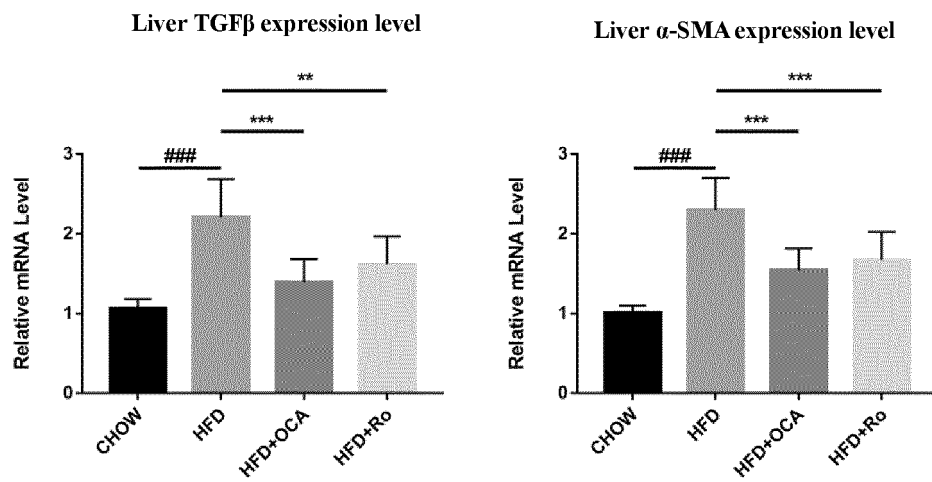 Liver TGFβ expression level
**
***
###
Relative mRNA Level
3
2
1
0
CHOW
HFD
HFD+OCA
HFD+Ro
Liver α-SMA expression level
***
***
###
Relative mRNA Level
3
2
1
0
CHOW
HFD
HFD+OCA
HFD+Ro